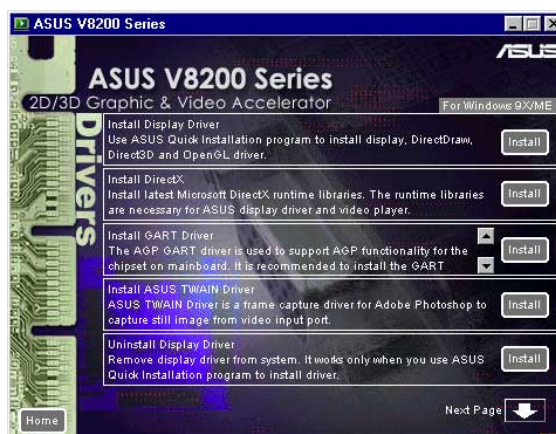 ASUS V8200 Series
ASUS
ASUS V8200 Series
2D/3D Graphic & Video Accelerator
For Windows 9X/ME
Drivers
Install Display Driver
Use ASUS Quick Installation program to install display, DirectDraw,
Direct3D and OpenGL driver.
Install
Install DirectX
Install latest Microsoft DirectX runtime libraries. The runtime libraries
are necessary for ASUS display driver and video player.
Install
Install GART Driver
The AGP GART driver is used to support AGP functionality for the
chipset on mainboard. It is recommended to install the GART
Install
Install ASUS TWAIN Driver
ASUS TWAIN Driver is a frame capture driver for Adobe Photoshop to
capture still image from video input port.
Install
Uninstall Display Driver
Remove display driver from system. It works only when you use ASUS
Quick Installation program to install driver.
Install
Next Page
Home